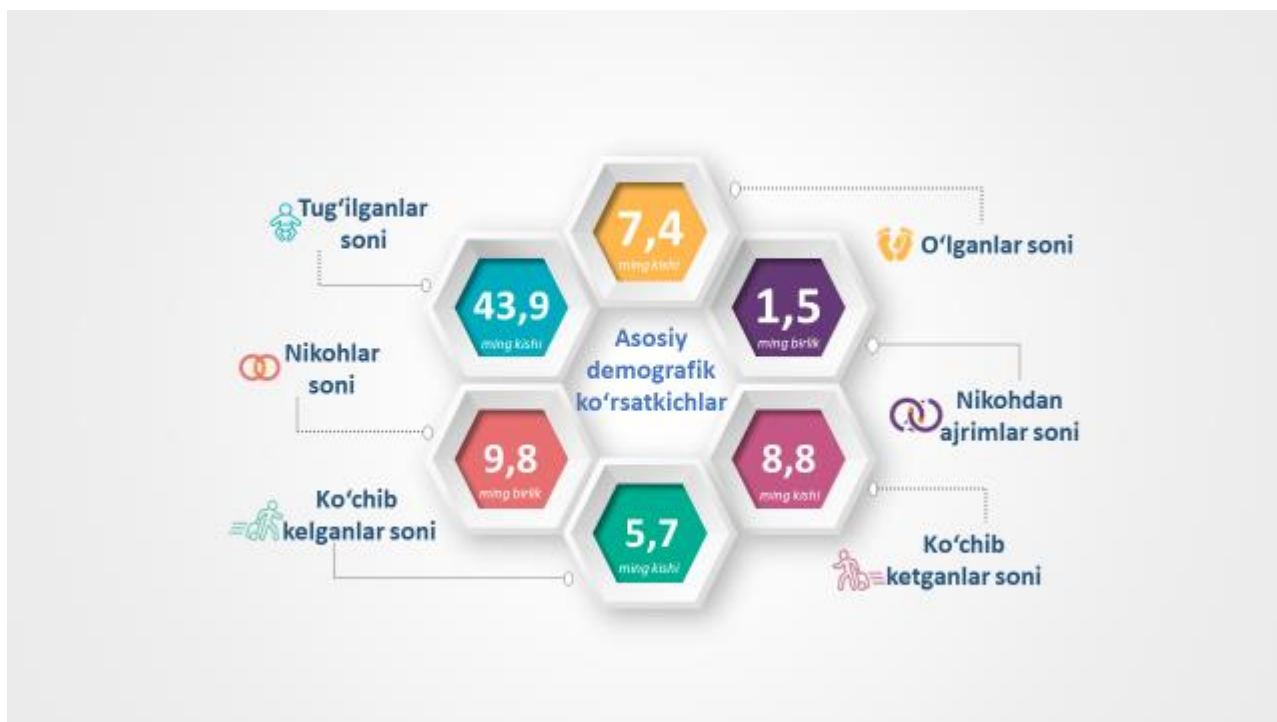 Tug‘ilganlar
soni
43,9
ming kishi
7,4
ming kishi
O‘lganlar soni
1,5
ming birlik
Nikohdan
ajrimlar soni
Asosiy
demografik
ko‘rsatkichlar
Nikohlar
soni
9,8
ming birlik
8,8
ming kishi
Ko‘chib
ketganlar soni
Ko‘chib
kelganlar soni
5,7
ming kishi